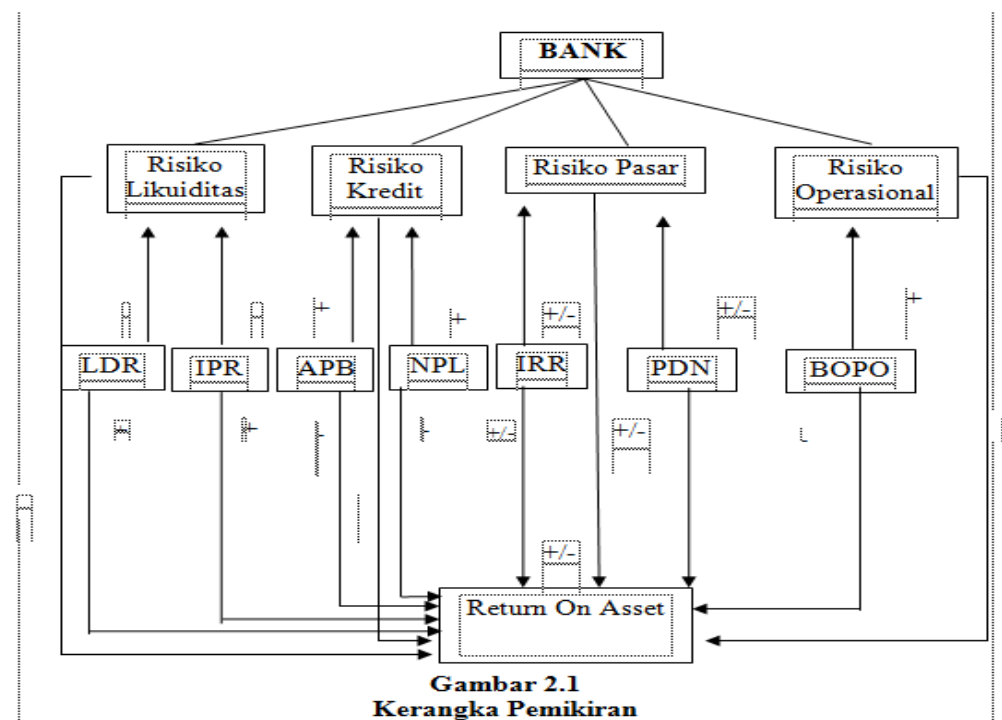 BANK
Risiko
Likuiditas
Risiko
Kredit
Risiko Pasar
Risiko
Operasional
+
+
+/-
+/-
+
LDR
IPR
APB
NPL
IRR
PDN
BOPO
+
+
+/-
+/-
+/-
Return On Asset
Gambar 2.1
Kerangka Pemikiran